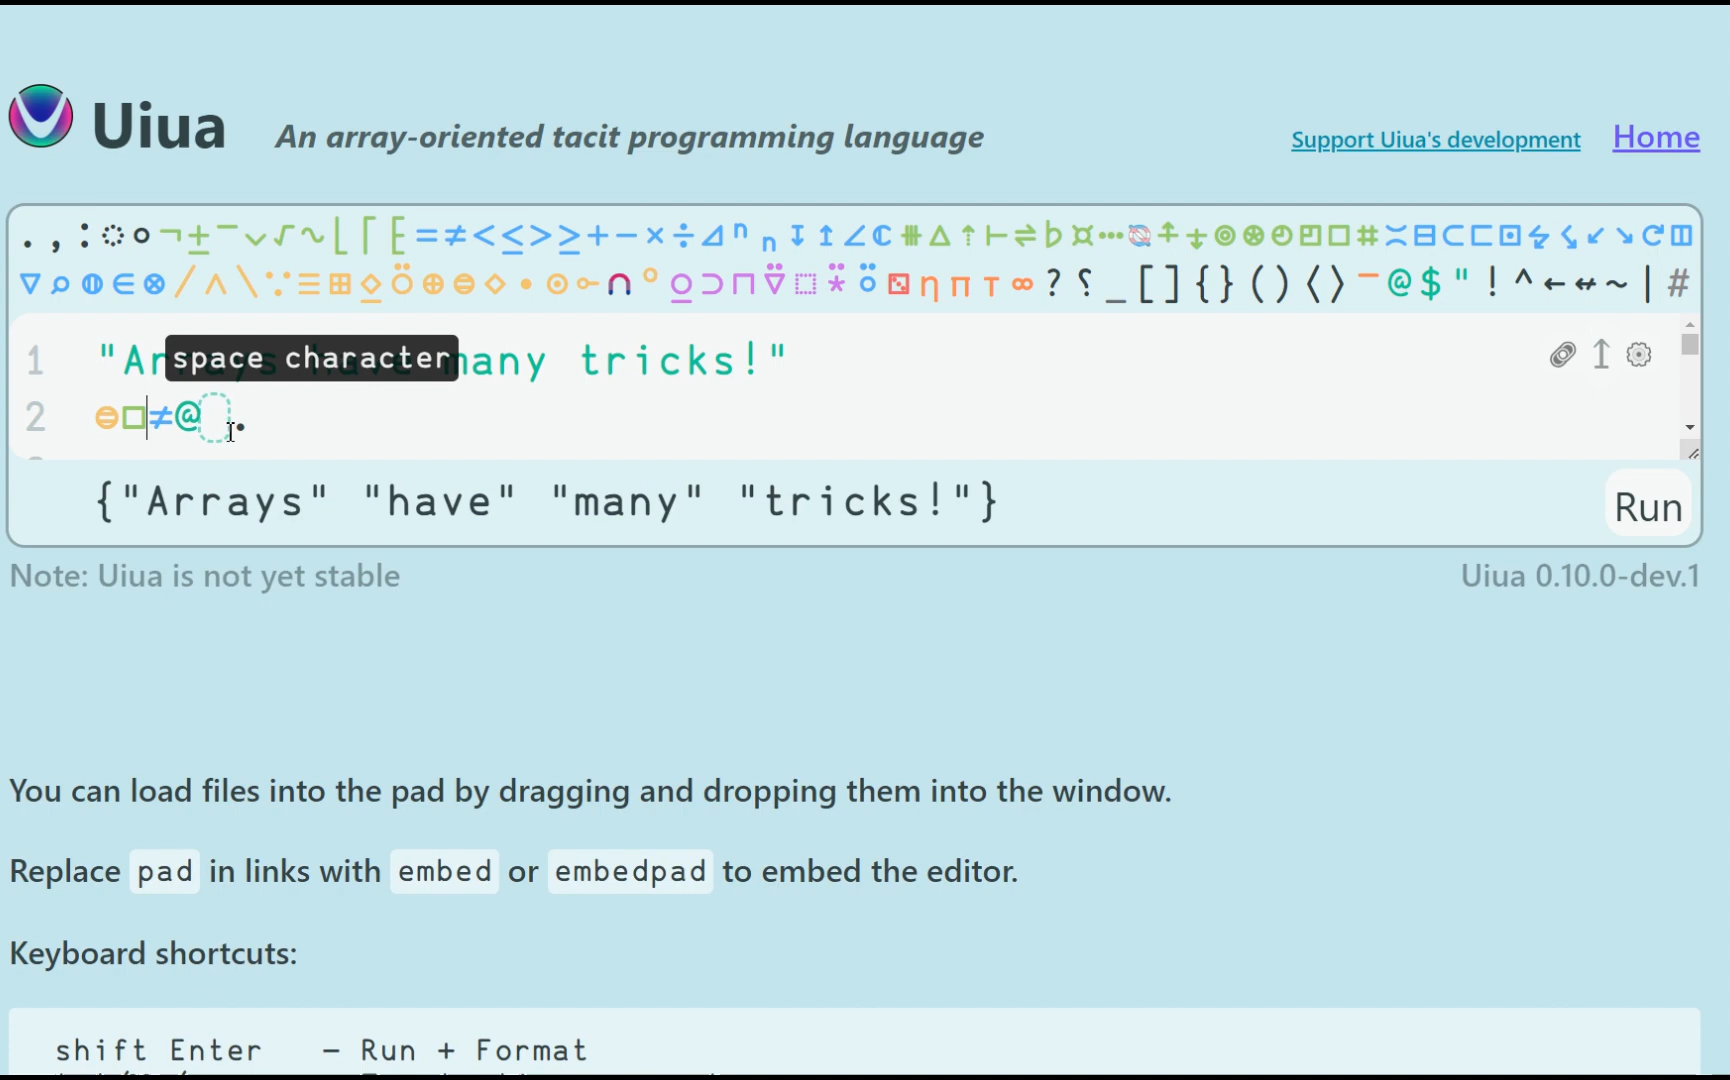 Uiua An array-oriented tacit programming language Support Uiua's development Home
. , : ◌ ∘ ¬ ± ¯ ⌵ √ ∿ ⌊ ⌈ ⁅ = ≠ < ≤ > ≥ + - × ÷ ◿ ⁿ ₙ ↧ ↥ ∠ ℂ ⧻ △ ⇡ ⊢ ⇌ ♭ ¤ ⋯ ⍉ ⍏ ⍖ ⊚ ⊛ ◴ ◰ □ ⋕ ≍ ⊟ ⊂ ⊏ ⊡ ↯ ☇ ↙ ↘ ↻ ◫
▽ ⌕ ⦷ ∊ ⊗ / ∧ \ ∵ ≡ ⊞ ⍚ ⍥ ⊕ ⊜ ◇ ⋅ ⊙ ⟜ ∩ ° ⊃ ⊓ ⍢ ⬚ ⍣ ⚂ η π τ ∞ ? ⸮ _ [ ] { } ( ) ⟨ ⟩ ¯ @ $ " ! ^ ← ↚ ~ | #
space character
1 "Arrays have many tricks!"
2 ⊜□≠@ .
{"Arrays" "have" "many" "tricks!"}
Run
Note: Uiua is not yet stable Uiua 0.10.0-dev.1
You can load files into the pad by dragging and dropping them into the window.
Replace pad in links with embed or embedpad to embed the editor.
Keyboard shortcuts:
shift Enter - Run + Format